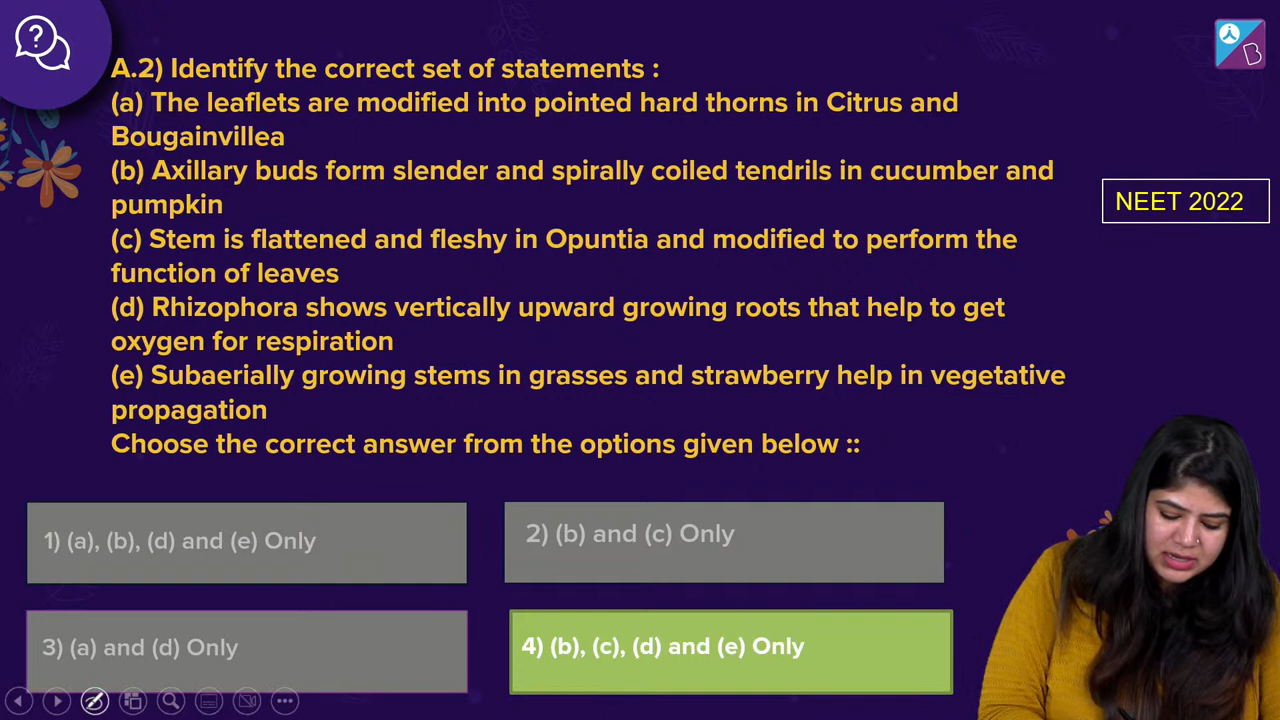 A.2) Identify the correct set of statements :
(a) The leaflets are modified into pointed hard thorns in Citrus and
Bougainvillea
(b) Axillary buds form slender and spirally coiled tendrils in cucumber and
pumpkin
(c) Stem is flattened and fleshy in Opuntia and modified to perform the
function of leaves
(d) Rhizophora shows vertically upward growing roots that help to get
oxygen for respiration
(e) Subaerially growing stems in grasses and strawberry help in vegetative
propagation
Choose the correct answer from the options given below ::
NEET 2022
1) (a), (b), (d) and (e) Only
2) (b) and (c) Only
3) (a) and (d) Only
4) (b), (c), (d) and (e) Only
?
B